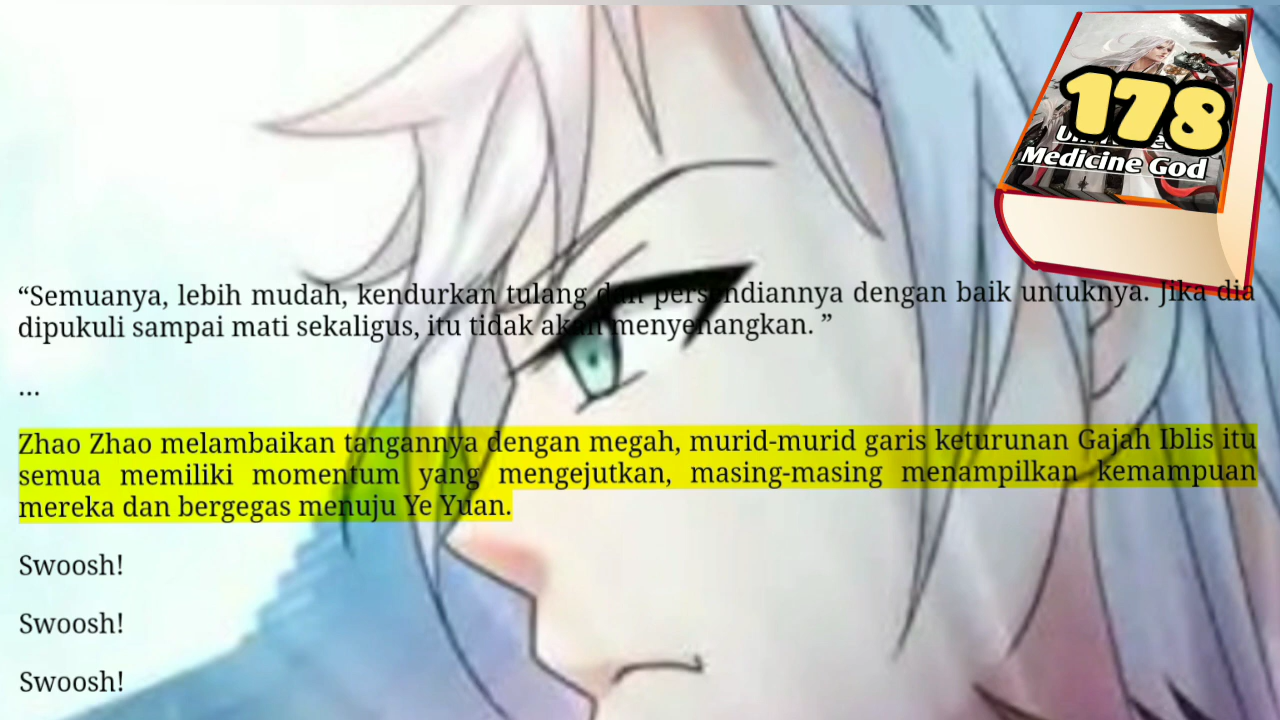 178
Medicine God
“Semuanya, lebih mudah, kendurkan tulang dan persendiannya dengan baik untuknya. Jika dia
dipukuli sampai mati sekaligus, itu tidak akan menyenangkan. ”
...
Zhao Zhao melambaikan tangannya dengan megah, murid-murid garis keturunan Gajah Iblis itu
semua memiliki momentum yang mengejutkan, masing-masing menampilkan kemampuan
mereka dan bergegas menuju Ye Yuan.
Swoosh!
Swoosh!
Swoosh!